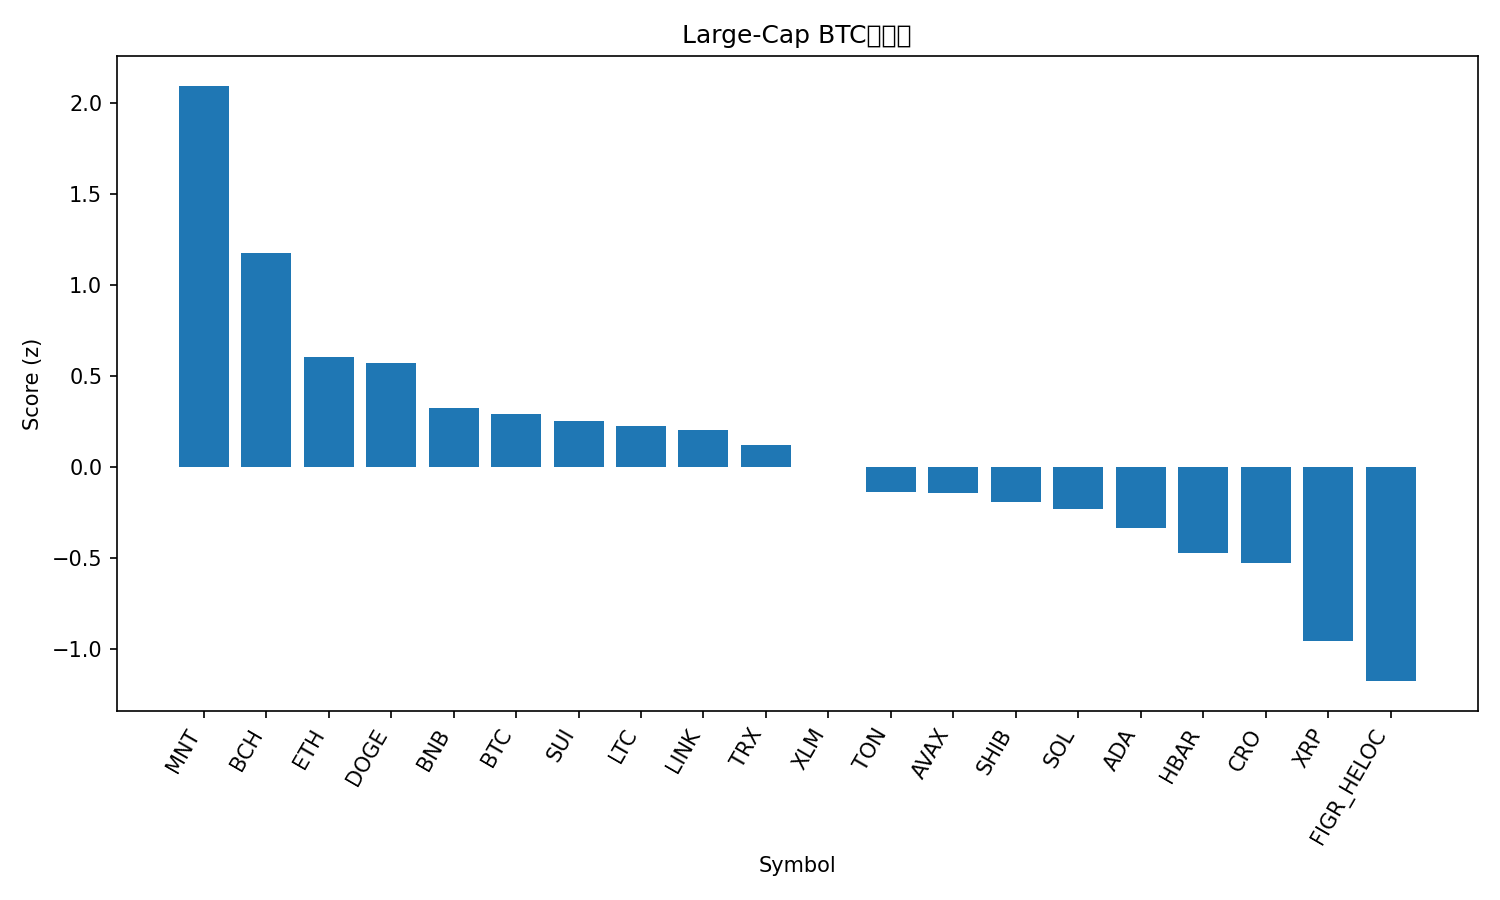 Large-Cap BTC
Score (z)
2.0
1.5
1.0
0.5
0.0
−0.5
−1.0
MNT
BCH
ETH
DOGE
BNB
BTC
SUI
LTC
LINK
TRX
XLM
TON
AVAX
SHIB
SOL
ADA
HBAR
CRO
XRP
FIGR_HELOC
Symbol